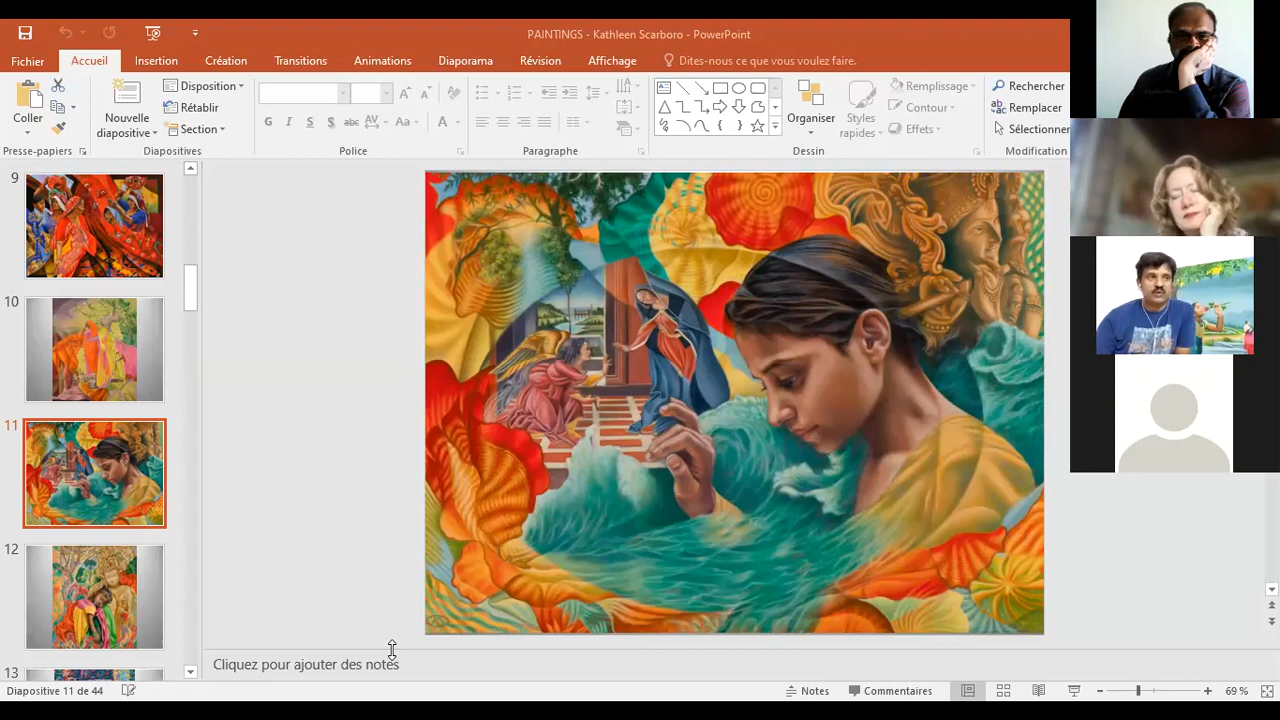 PAINTINGS - Kathleen Scarboro - PowerPoint
Fichier Accueil Insertion Création Transitions Animations Diaporama Révision Affichage Dites-nous ce que vous voulez faire.
Coller
Presse-papiers
Nouvelle
diapositive
Disposition
Rétablir
Section
Diapositives
G I S S abc AV Aa A
Police
Paragraphe
Organiser
Styles
rapides
Remplissage
Contour
Effets
Dessin
Rechercher
Remplacer
Sélectionner
Modification
9
10
11
12
13
Cliquez pour ajouter des notes
Diapositive 11 de 44
Notes Commentaires 69 %